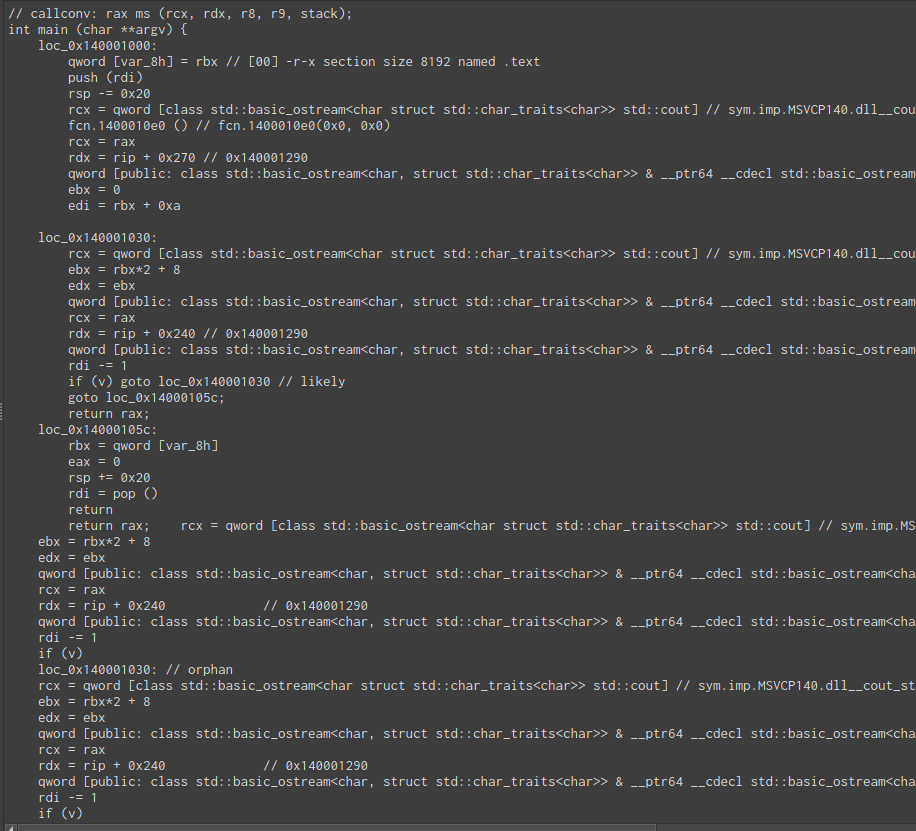 // callconv: rax ms (rcx, rdx, r8, r9, stack);
int main (char **argv) {
loc_0x140001000:
qword [var_8h] = rbx // [00] -r-x section size 8192 named .text
push (rdi)
rsp -= 0x20
rcx = qword [class std::basic_ostream<char struct std::char_traits<char>> std::cout] // sym.imp.MSVCP140.dll__cou
fcn.1400010e0 () // fcn.1400010e0(0x0, 0x0)
rcx = rax
rdx = rip + 0x270 // 0x140001290
qword [public: class std::basic_ostream<char, struct std::char_traits<char>> & __ptr64 __cdecl std::basic_ostream
ebx = 0
edi = rbx + 0xa
loc_0x140001030:
rcx = qword [class std::basic_ostream<char struct std::char_traits<char>> std::cout] // sym.imp.MSVCP140.dll__cou
ebx = rbx*2 + 8
edx = ebx
qword [public: class std::basic_ostream<char, struct std::char_traits<char>> & __ptr64 __cdecl std::basic_ostream
rcx = rax
rdx = rip + 0x240 // 0x140001290
qword [public: class std::basic_ostream<char, struct std::char_traits<char>> & __ptr64 __cdecl std::basic_ostream
rdi -= 1
if (v) goto loc_0x140001030 // likely
goto loc_0x14000105c;
return rax;
loc_0x14000105c:
rbx = qword [var_8h]
eax = 0
rsp += 0x20
rdi = pop ()
return
return rax;    rcx = qword [class std::basic_ostream<char struct std::char_traits<char>> std::cout] // sym.imp.MS
ebx = rbx*2 + 8
edx = ebx
qword [public: class std::basic_ostream<char, struct std::char_traits<char>> & __ptr64 __cdecl std::basic_ostream<cha
rcx = rax
rdx = rip + 0x240             // 0x140001290
qword [public: class std::basic_ostream<char, struct std::char_traits<char>> & __ptr64 __cdecl std::basic_ostream<cha
rdi -= 1
if (v)
loc_0x140001030: // orphan
rcx = qword [class std::basic_ostream<char struct std::char_traits<char>> std::cout] // sym.imp.MSVCP140.dll__cout_st
ebx = rbx*2 + 8
edx = ebx
qword [public: class std::basic_ostream<char, struct std::char_traits<char>> & __ptr64 __cdecl std::basic_ostream<cha
rcx = rax
rdx = rip + 0x240             // 0x140001290
qword [public: class std::basic_ostream<char, struct std::char_traits<char>> & __ptr64 __cdecl std::basic_ostream<cha
rdi -= 1
if (v)